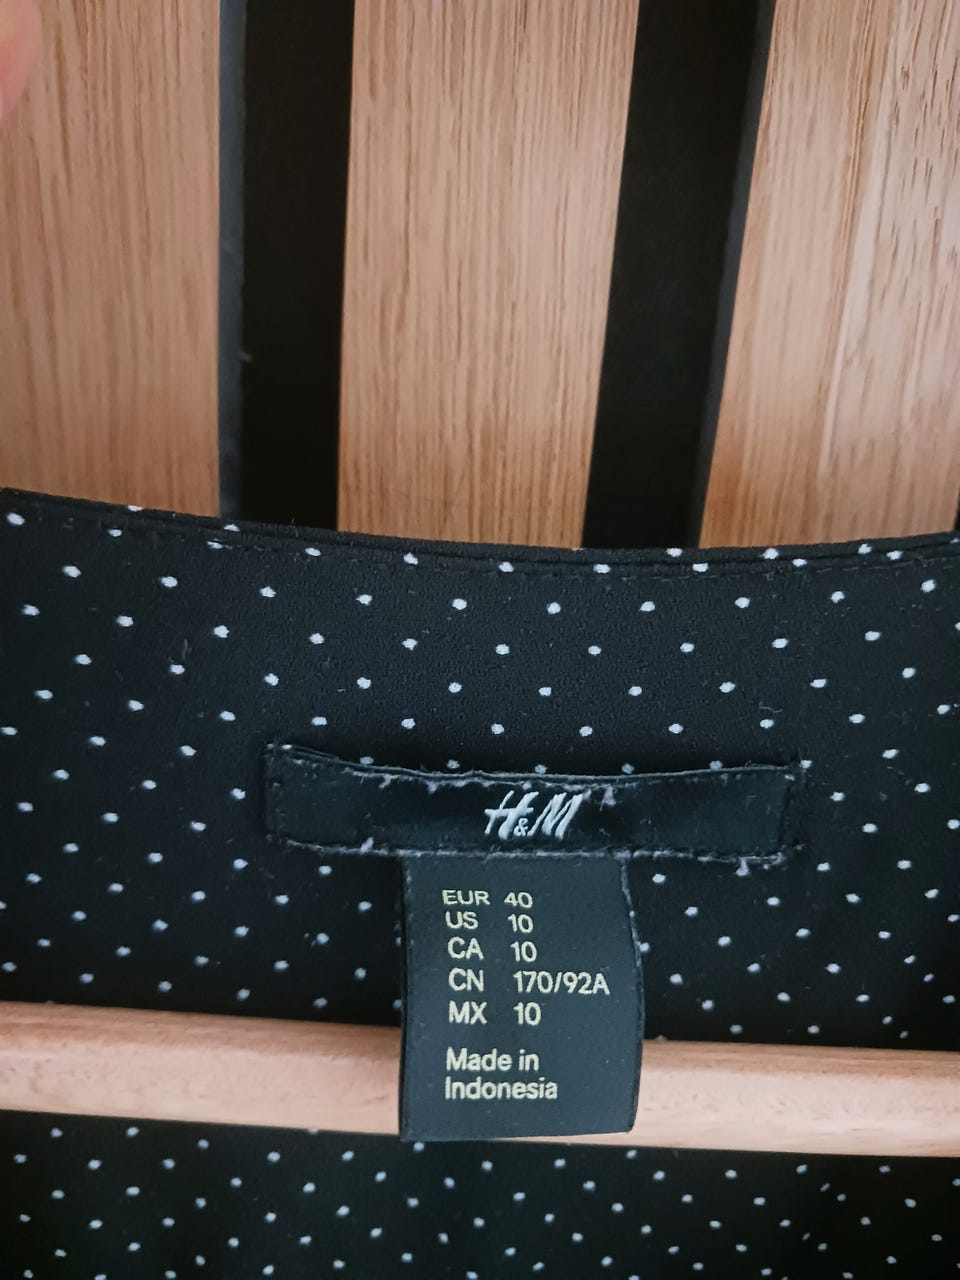 H&M
EUR 40
US 10
CA 10
CN 170/92A
MX 10
Made in
Indonesia